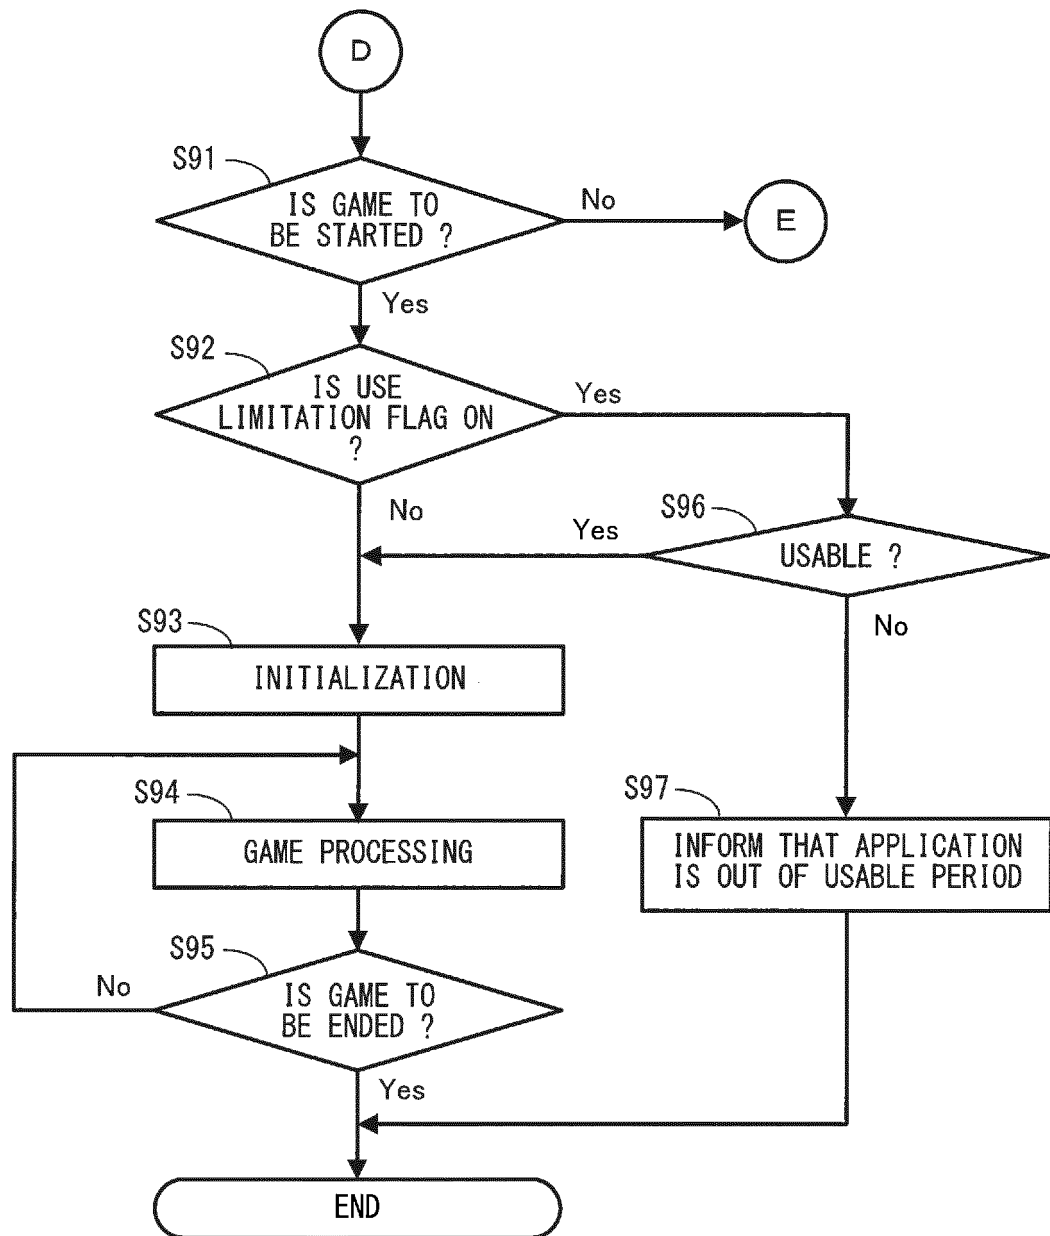 D
S91
IS GAME TO
BE STARTED ?
No
E
Yes
S92
IS USE
LIMITATION FLAG ON
?
Yes
No
S96
USABLE ?
Yes
No
S93
INITIALIZATION
S94
GAME PROCESSING
S97
INFORM THAT APPLICATION
IS OUT OF USABLE PERIOD
S95
IS GAME TO
BE ENDED ?
No
Yes
END